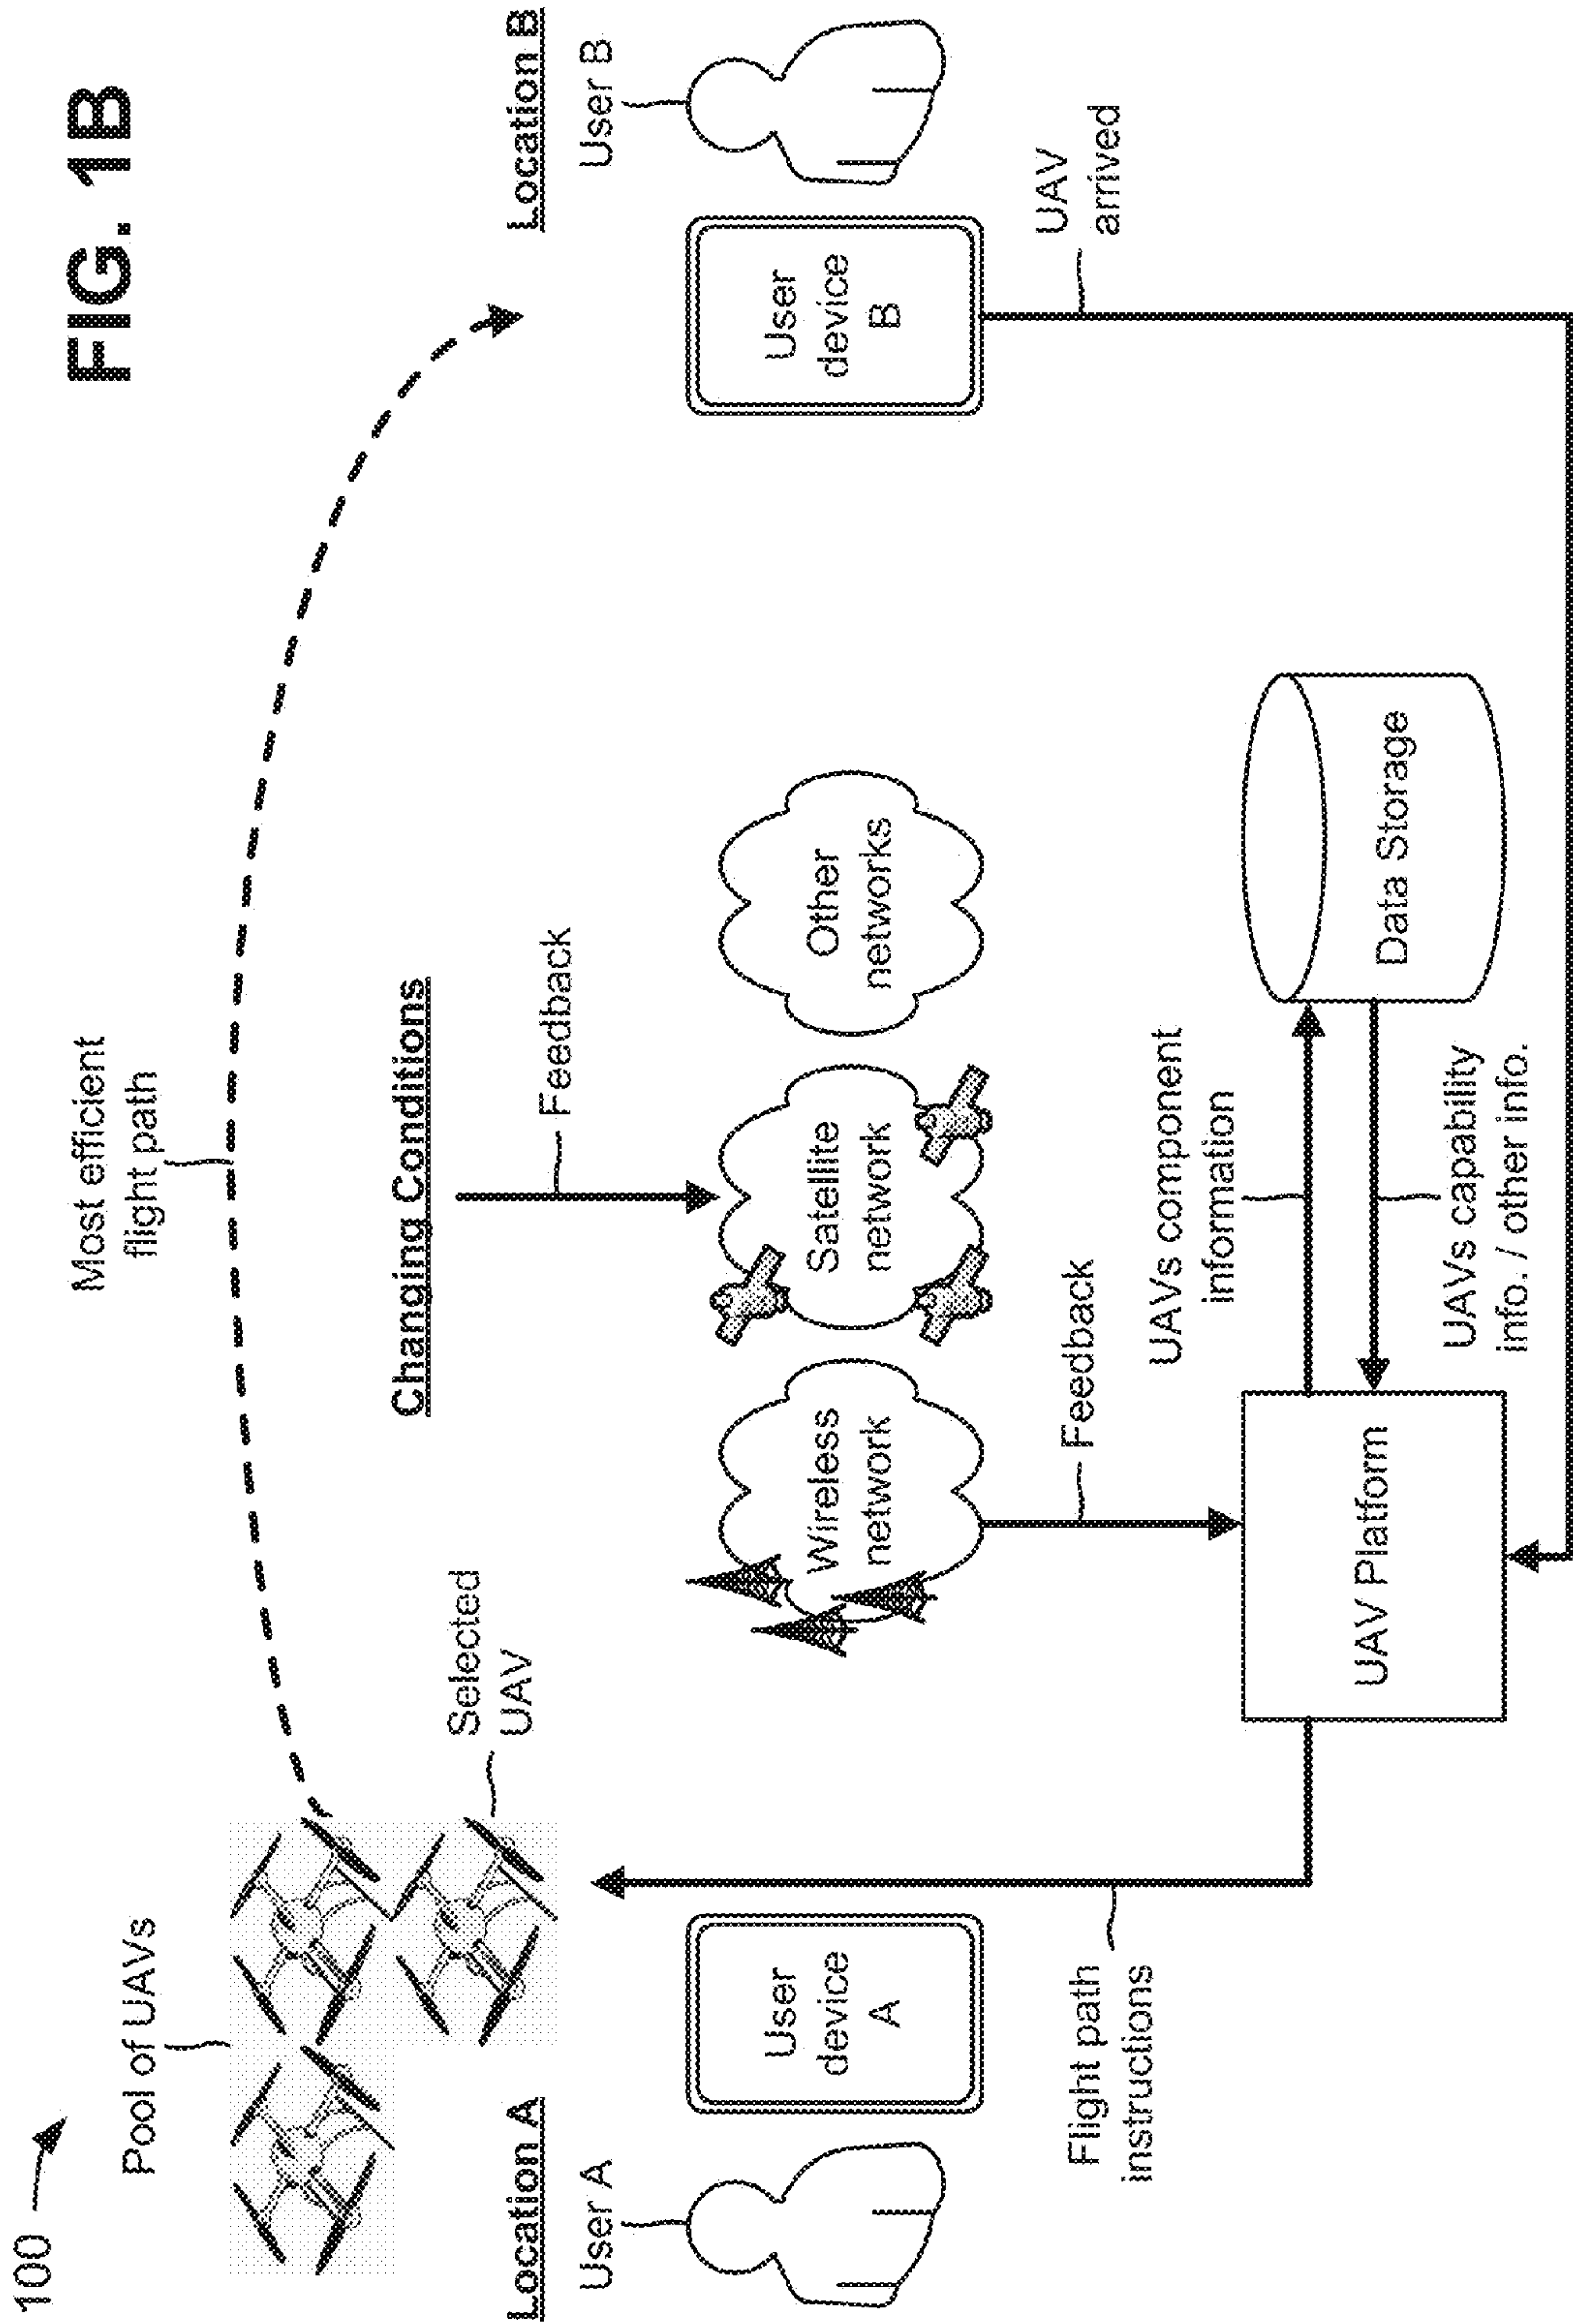 FIG. 1B
100
Pool of UAVs
Most efficient
flight path
Location A
User A
User
device
A
Selected
UAV
Changing Conditions
Feedback
Location B
User B
User
device
B
Wireless
network
Satellite
network
Other
networks
Flight path
instructions
Feedback
UAV
arrived
UAV Platform
UAVs component
information
UAVs capability
info. / other info.
Data Storage